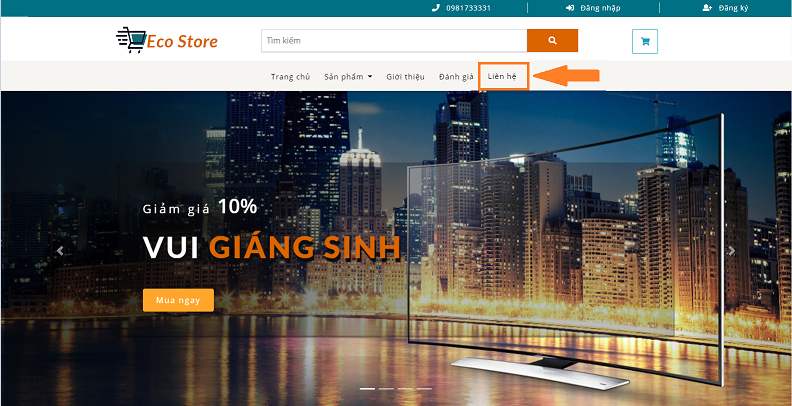 0981733331 Đăng nhập Đăng ký
Eco Store Tìm kiếm
Trang chủ Sản phẩm Giới thiệu Đánh giá Liên hệ
Giảm giá 10%
VUI GIÁNG SINH
Mua ngay